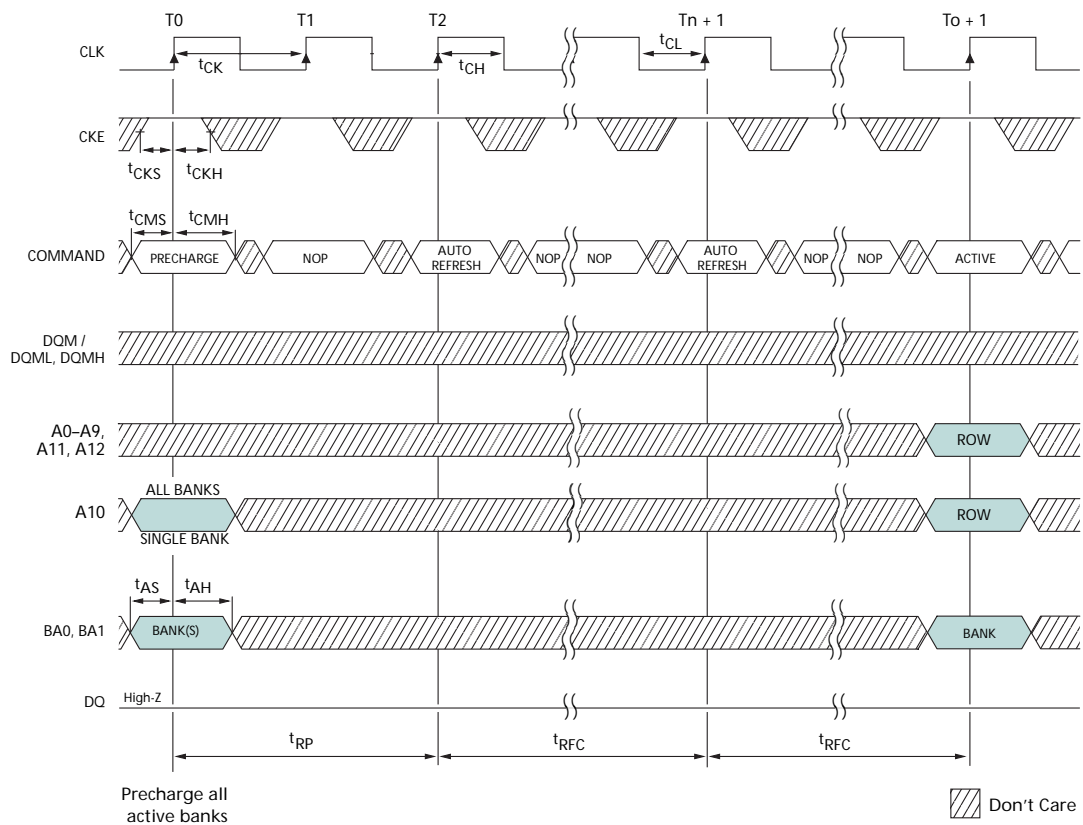 T0 T1 T2 Tn + 1 To + 1
CLK
tCK tCH tCL
CKE
tCKS tCKH
tCMS tCMH
COMMAND PRECHARGE NOP AUTO REFRESH NOP NOP AUTO REFRESH NOP NOP ACTIVE
DQM /
DQML, DQMH
A0–A9,
A11, A12 ROW
ALL BANKS
A10 ROW
SINGLE BANK
tAS tAH
BA0, BA1 BANK(S) BANK
DQ High-Z
tRP tRFC tRFC
Precharge all
active banks
Don't Care